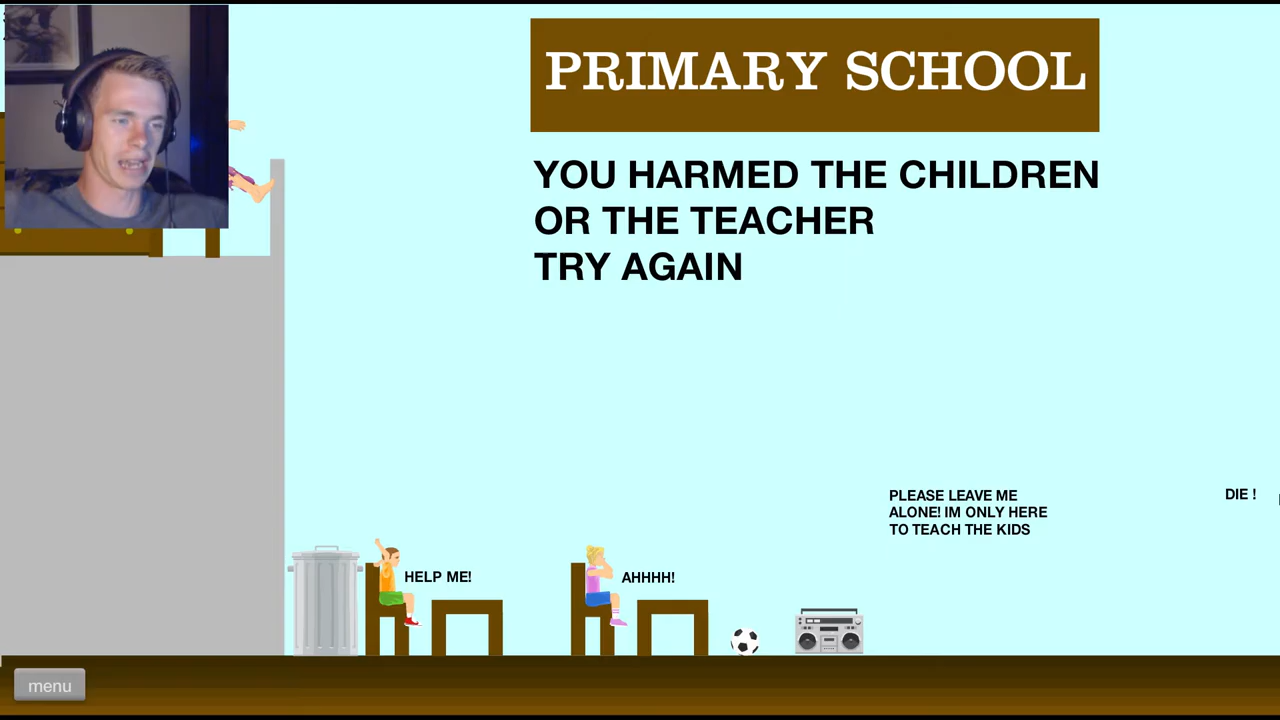 PRIMARY SCHOOL
YOU HARMED THE CHILDREN
OR THE TEACHER
TRY AGAIN
PLEASE LEAVE ME
ALONE! IM ONLY HERE
TO TEACH THE KIDS
DIE !
HELP ME!
AHHHH!
menu